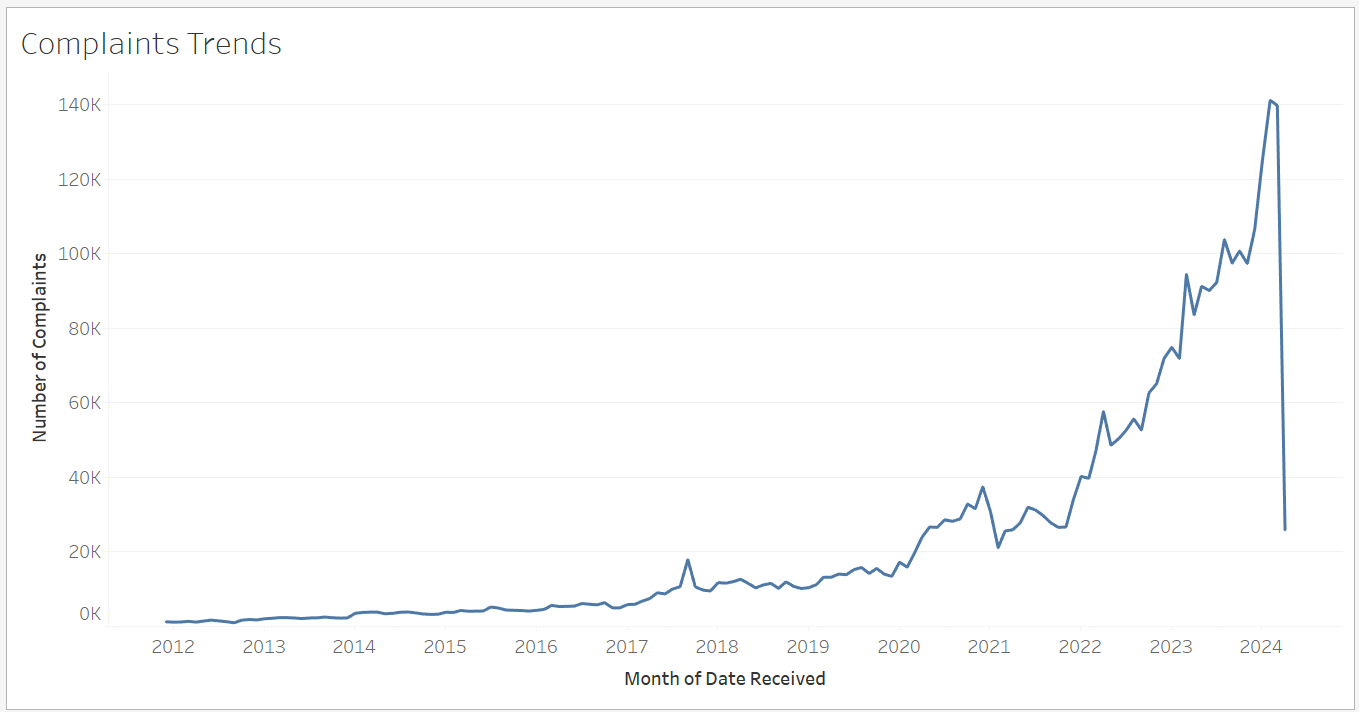 Complaints Trends
140K
120K
100K
80K
60K
40K
20K
0K
Number of Complaints
2012 2013 2014 2015 2016 2017 2018 2019 2020 2021 2022 2023 2024
Month of Date Received